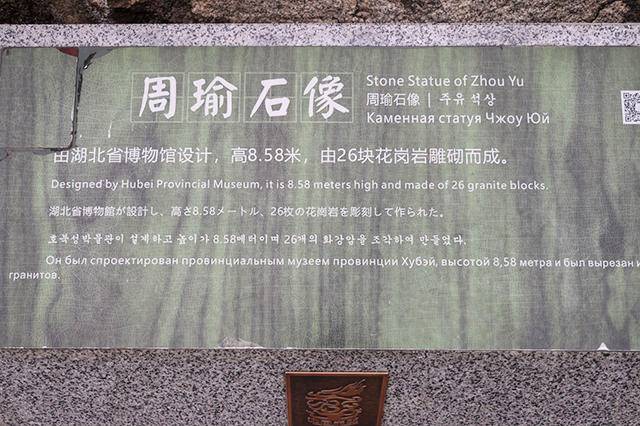 周瑜石像
Stone Statue of Zhou Yu
周瑜石像 | 주유 석상
Каменная статуя Чжоу Юй
由湖北省博物馆设计，高8.58米，由26块花岗岩雕砌而成。
Designed by Hubei Provincial Museum, it is 8.58 meters high and made of 26 granite blocks.
湖北省博物館が設計し、高さ8.58メートル、26枚の花崗岩を彫刻して作られた。
호북성박물관이 설계하고 높이가 8.58메터이며 26개의 화강암을 조각하여 만들었다.
Он был спроектирован провинциальным музеем провинции Хубэй, высотой 8,58 метра и был вырезан и
гранитов.